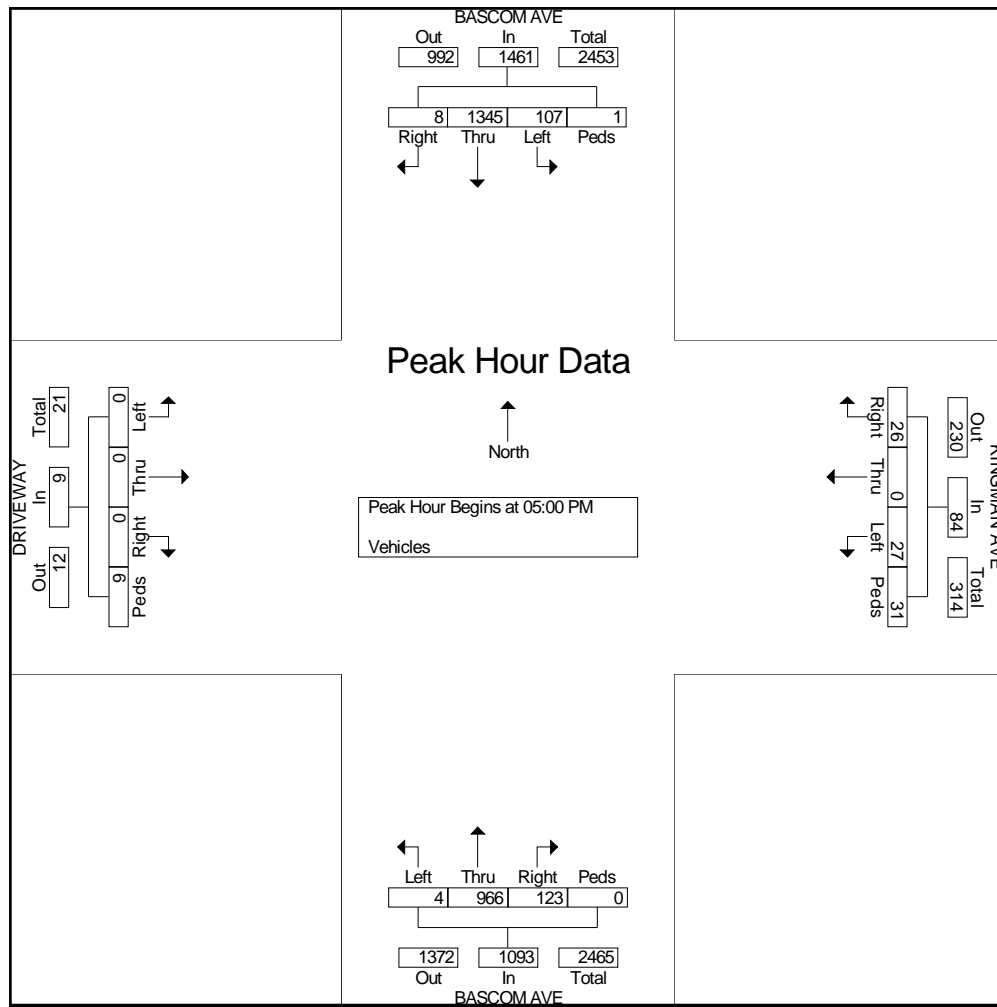 BASCOM AVE
Out In Total
992 1461 2453
8 1345 107 1
Right Thru Left Peds
Peak Hour Data
North
Peak Hour Begins at 05:00 PM
Vehicles
DRIVEWAY
Out In Total
12 9 21
Left Thru Right Peds
0 0 0 9
KINGMAN AVE
Out In Total
230 84 314
Right Thru Left Peds
26 0 27 31
Left Thru Right Peds
4 966 123 0
1372 1093 2465
Out In Total
BASCOM AVE